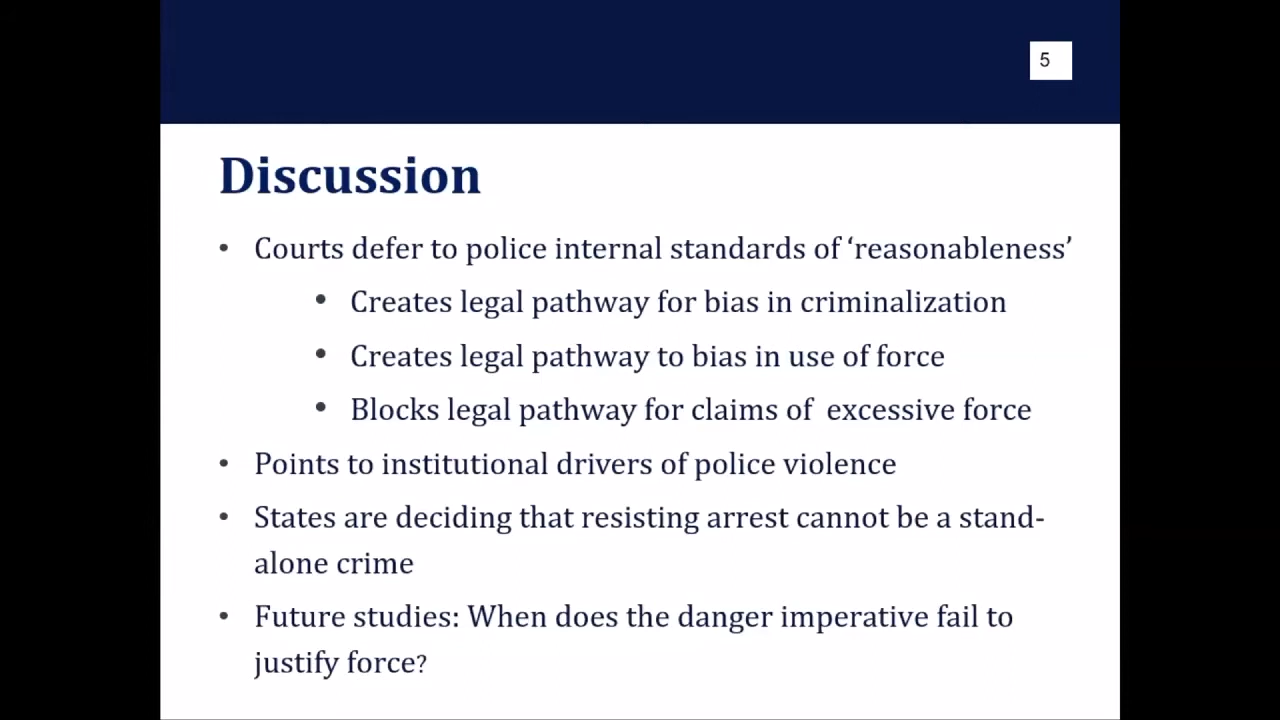 5
Discussion
• Courts defer to police internal standards of ‘reasonableness’
• Creates legal pathway for bias in criminalization
• Creates legal pathway to bias in use of force
• Blocks legal pathway for claims of  excessive force
• Points to institutional drivers of police violence
• States are deciding that resisting arrest cannot be a stand-
alone crime
• Future studies: When does the danger imperative fail to
justify force?